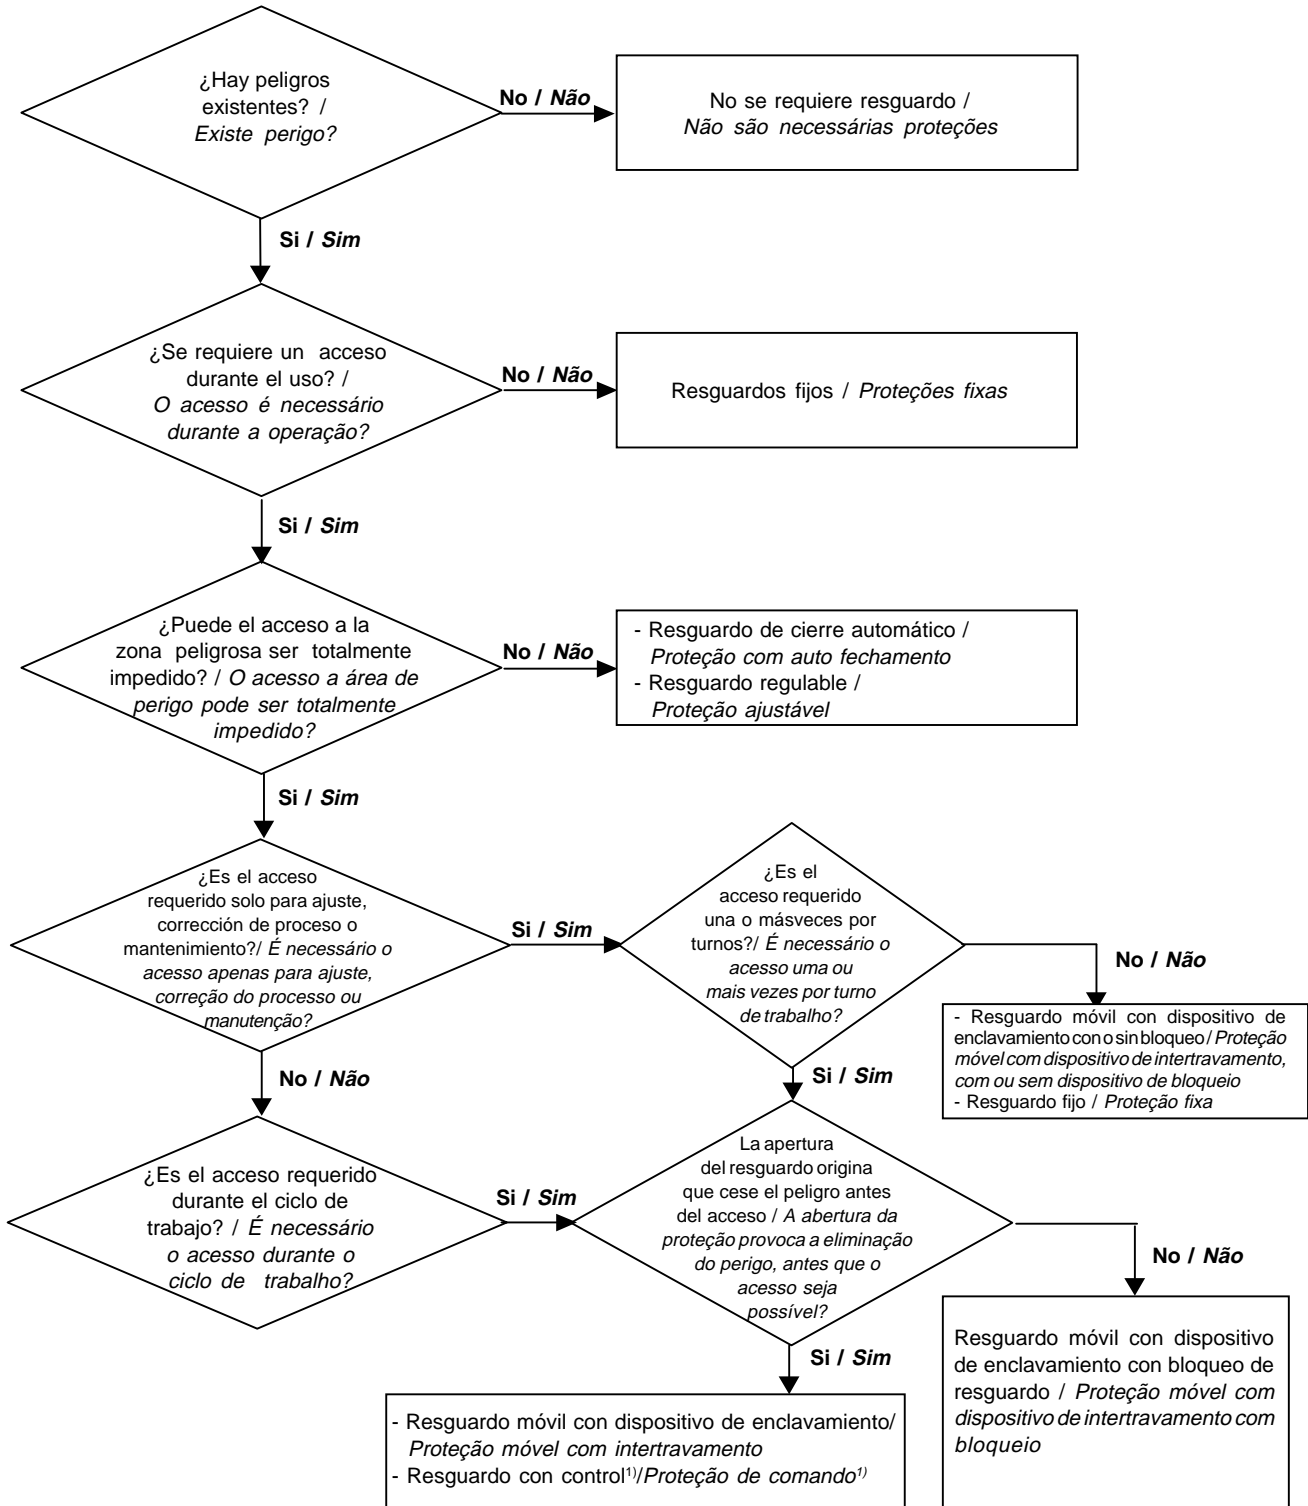 ¿Hay peligros
existentes? /
Existe perigo?
No / Não
No se requiere resguardo /
Não são necessárias proteções
Si / Sim
¿Se requiere un acceso
durante el uso? /
O acesso é necessário
durante a operação?
No / Não
Resguardos fijos / Proteções fixas
Si / Sim
¿Puede el acceso a la
zona peligrosa ser totalmente
impedido? / O acesso a área de
perigo pode ser totalmente
impedido?
No / Não
- Resguardo de cierre automático /
Proteção com auto fechamento
- Resguardo regulable /
Proteção ajustável
Si / Sim
¿Es el acceso
requerido solo para ajuste,
corrección de proceso o
mantenimiento?/ É necessário o
acesso apenas para ajuste,
correção do processo ou
manutenção?
Si / Sim
¿Es el
acceso requerido
una o másveces por
turnos?/ É necessário o
acesso uma ou
mais vezes por turno
de trabalho?
No / Não
- Resguardo móvil con dispositivo de
enclavamiento con o sin bloqueo / Proteção
móvel com dispositivo de intertravamento,
com ou sem dispositivo de bloqueio
- Resguardo fijo / Proteção fixa
No / Não
Si / Sim
¿Es el acceso requerido
durante el ciclo de
trabajo? / É necessário
o acesso durante o
ciclo de trabalho?
Si / Sim
La apertura
del resguardo origina
que cese el peligro antes
del acceso / A abertura da
proteção provoca a eliminação
do perigo, antes que o
acesso seja
possível?
No / Não
Resguardo móvil con dispositivo
de enclavamiento con bloqueo de
resguardo / Proteção móvel com
dispositivo de intertravamento com
bloqueio
Si / Sim
- Resguardo móvil con dispositivo de enclavamiento/
Proteção móvel com intertravamento
- Resguardo con control1)/Proteção de comando1)